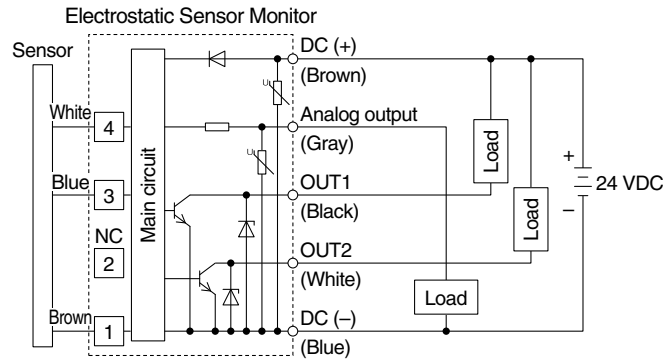 Electrostatic Sensor Monitor
Sensor
DC (+)
(Brown)
White
4
Analog output
(Gray)
U
U
Main circuit
Blue
3
OUT1
(Black)
NC
2
OUT2
(White)
Brown
1
DC (−)
(Blue)
Load
Load
Load
+
24 VDC
−